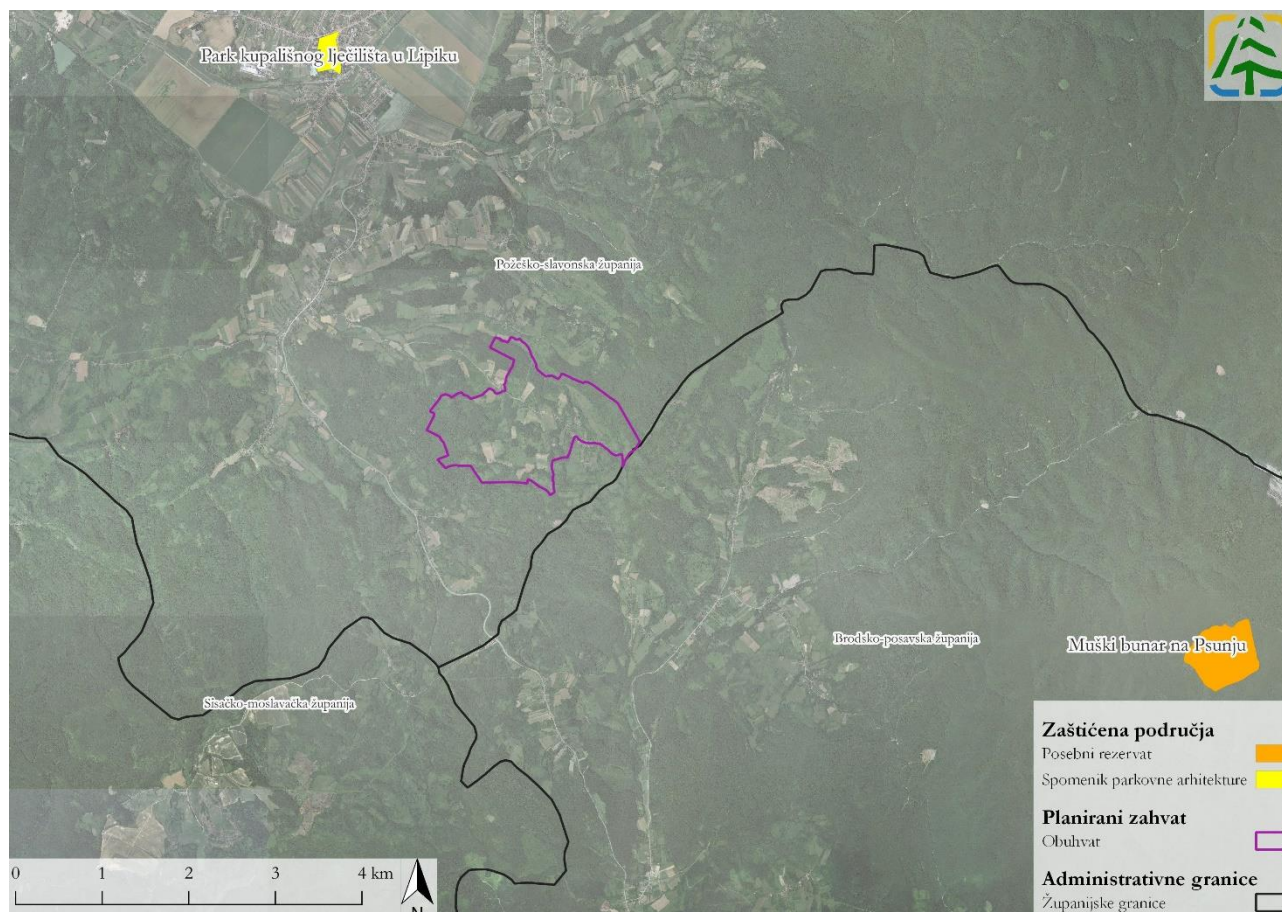 Park kupališnog lječilišta u Lipiku
Požeško-slavonska županija
Brodsko-posavska županija
Muški bunar na Psunju
Sisačko-moslavačka županija
Zaštićena područja
Posebni rezervat
Spomenik parkovne arhitekture
Planirani zahvat
Obuhvat
Administrativne granice
Županijske granice
0 1 2 3 4 km
N